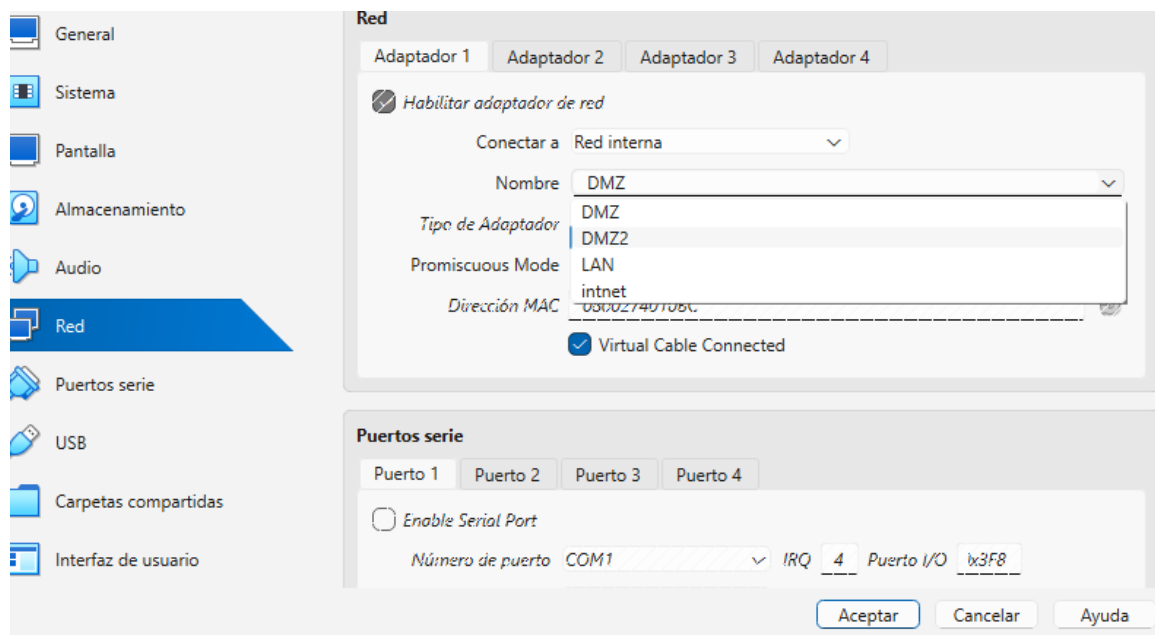 General
Sistema
Pantalla
Almacenamiento
Audio
Red
Puertos serie
USB
Carpetas compartidas
Interfaz de usuario
Red
Adaptador 1 Adaptador 2 Adaptador 3 Adaptador 4
Habilitar adaptador de red
Conectar a Red interna
Nombre DMZ
DMZ
Tipo de Adaptador
DMZ2
Promiscuous Mode LAN
intnet
Dirección MAC
Virtual Cable Connected
Puertos serie
Puerto 1 Puerto 2 Puerto 3 Puerto 4
Enable Serial Port
Número de puerto COM1 IRQ 4 Puerto I/O 0x3F8
Aceptar Cancelar Ayuda